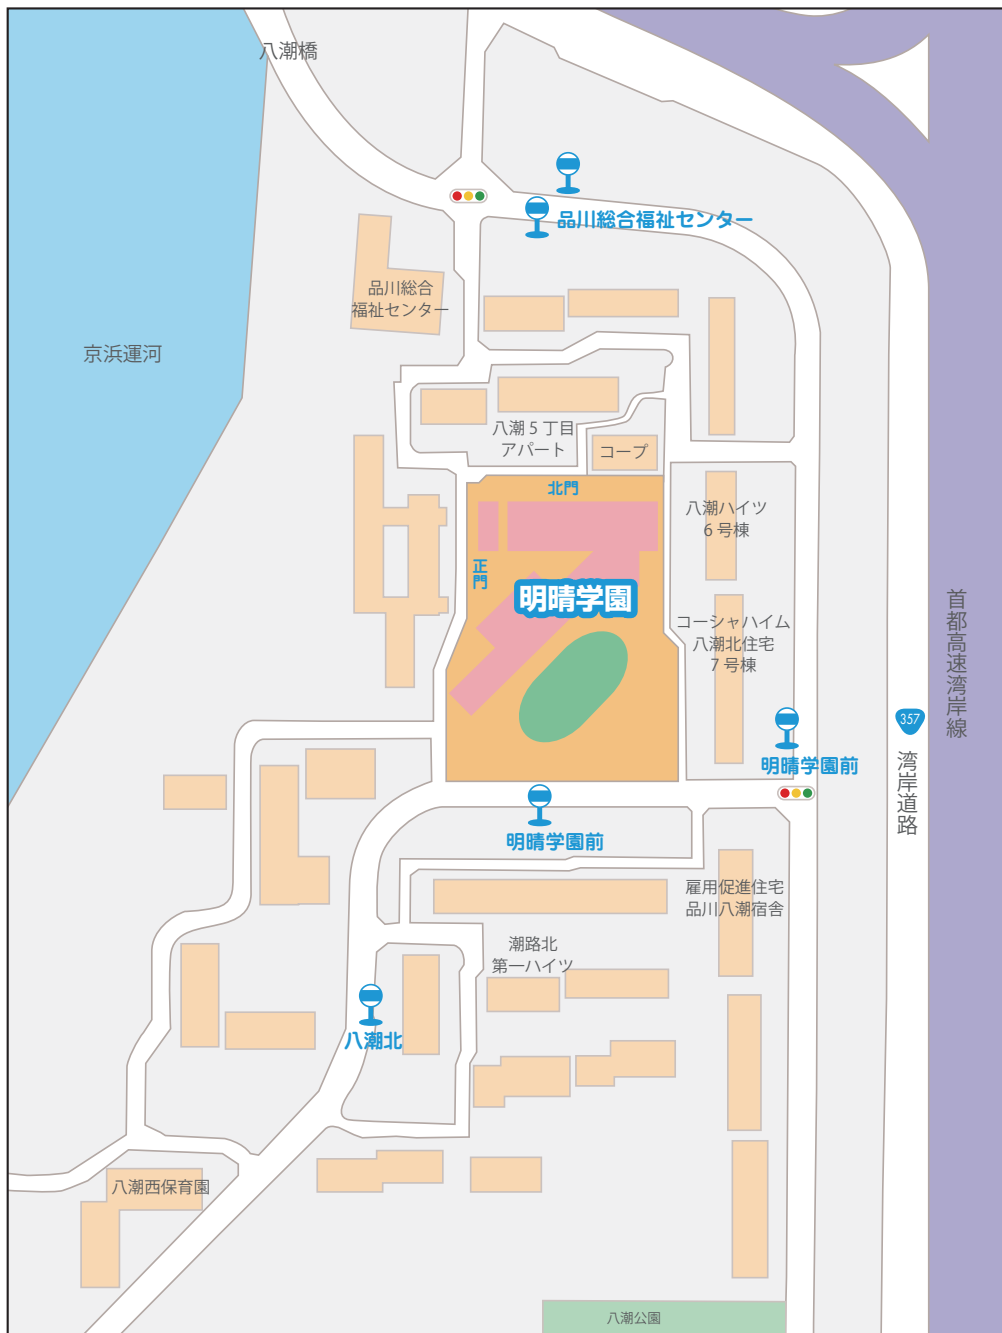 八潮橋
品川総合福祉センター
品川総合
福祉センター
京浜運河
八潮5丁目
アパート
コープ
北門
八潮ハイツ
6号棟
正門
明晴学園
コーシャハイム
八潮北住宅
7号棟
首都高速湾岸線
357
湾岸道路
明晴学園前
明晴学園前
雇用促進住宅
品川八潮宿舎
潮路北
第一ハイツ
八潮北
八潮西保育園
八潮公園